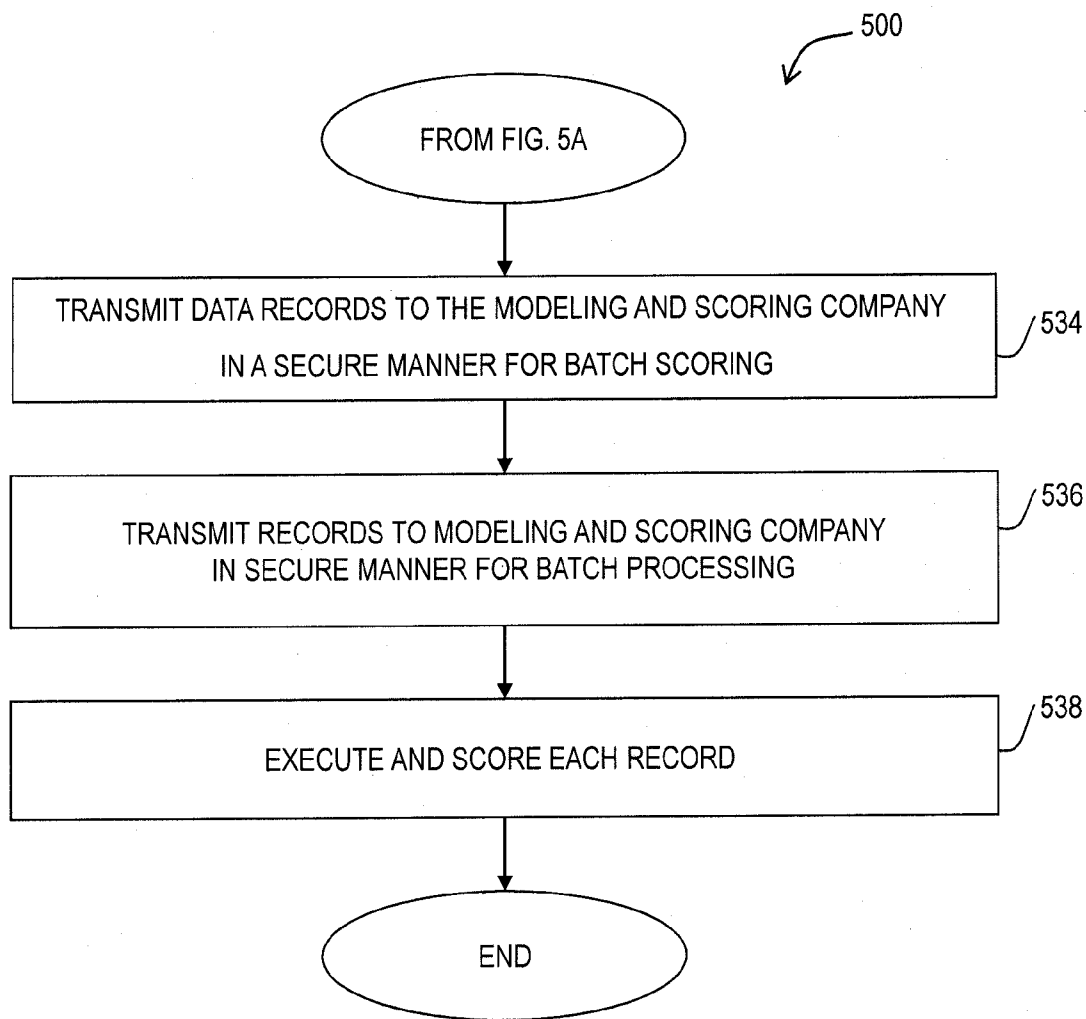 500
FROM FIG. 5A
TRANSMIT DATA RECORDS TO THE MODELING AND SCORING COMPANY
IN A SECURE MANNER FOR BATCH SCORING
534
TRANSMIT RECORDS TO MODELING AND SCORING COMPANY
IN SECURE MANNER FOR BATCH PROCESSING
536
EXECUTE AND SCORE EACH RECORD
538
END